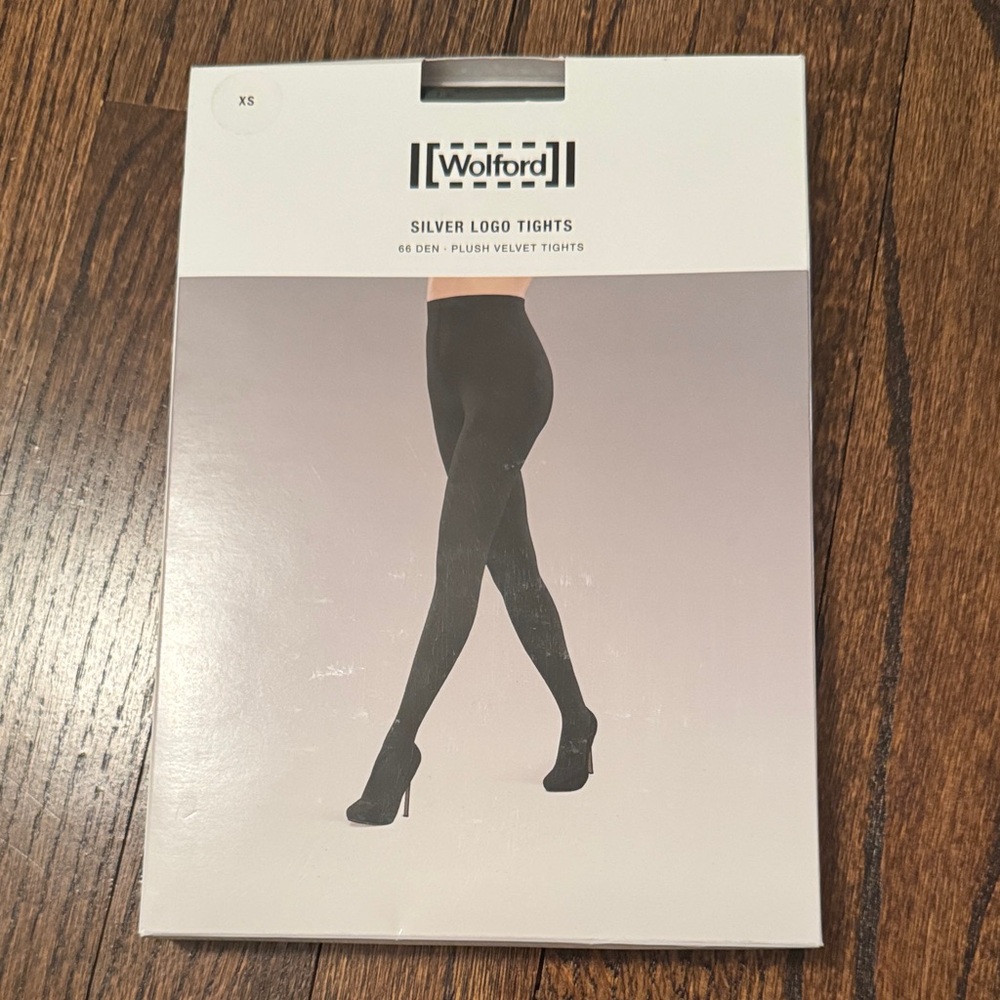 XS
Wolford
SILVER LOGO TIGHTS
66 DEN · PLUSH VELVET TIGHTS